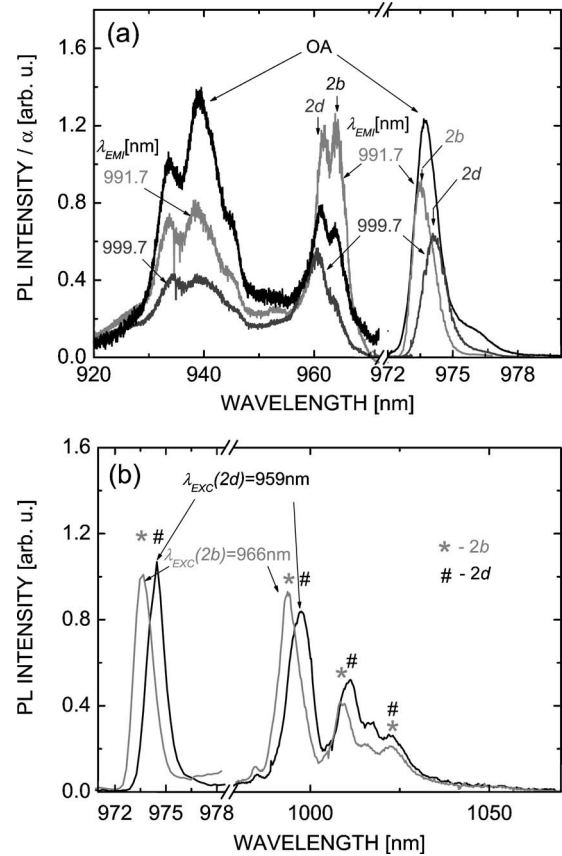 (a)
OA
2b
2d
λEMI[nm]
991.7
999.7
λEMI[nm]
991.7
999.7
2b
2d
PL INTENSITY / α [arb. u.]
1.6
1.2
0.8
0.4
0.0
920 940 960 972 975 978
WAVELENGTH [nm]
(b)
λEXC(2d)=959nm
* #
λEXC(2b)=966nm
* #
* #
#
*
* - 2b
# - 2d
PL INTENSITY [arb. u.]
1.6
1.2
0.8
0.4
0.0
972 975 978 1000 1050
WAVELENGTH [nm]